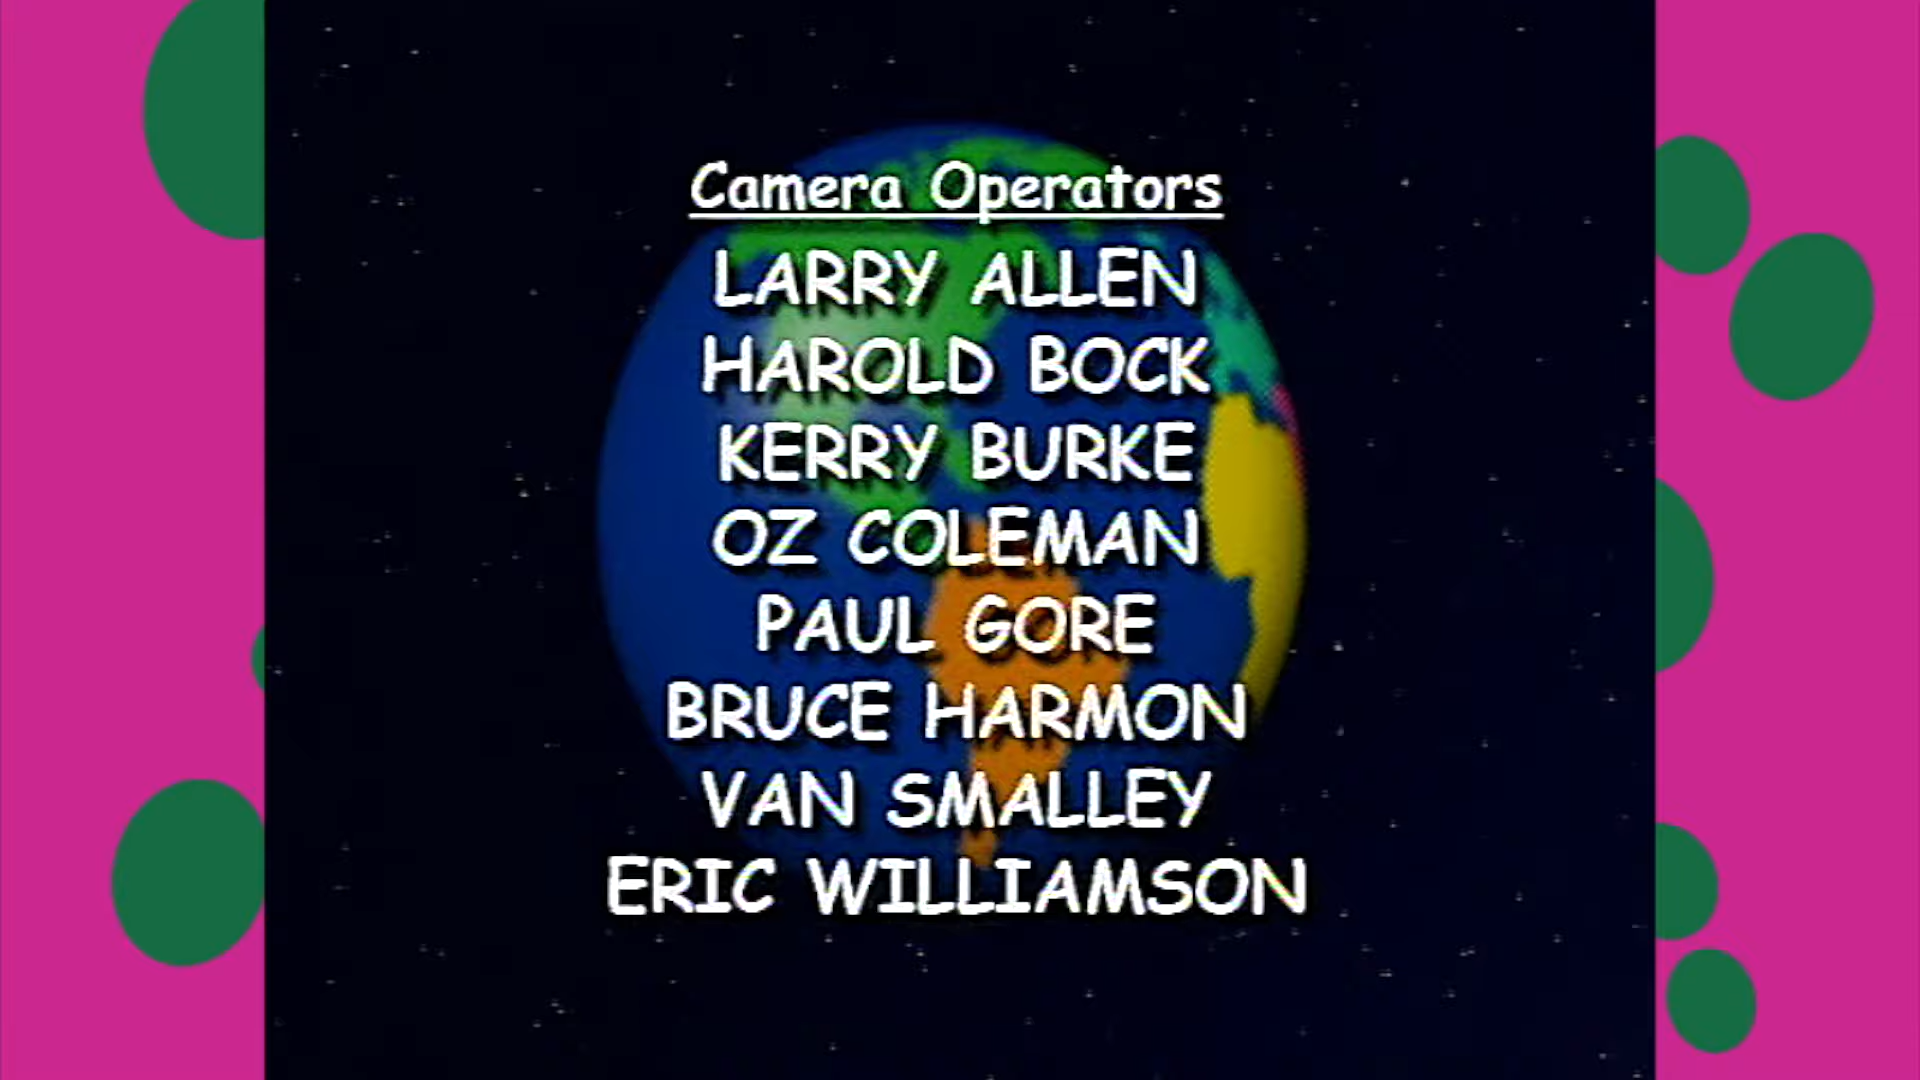 Camera Operators
LARRY ALLEN
HAROLD BOCK
KERRY BURKE
OZ COLEMAN
PAUL GORE
BRUCE HARMON
VAN SMALLEY
ERIC WILLIAMSON